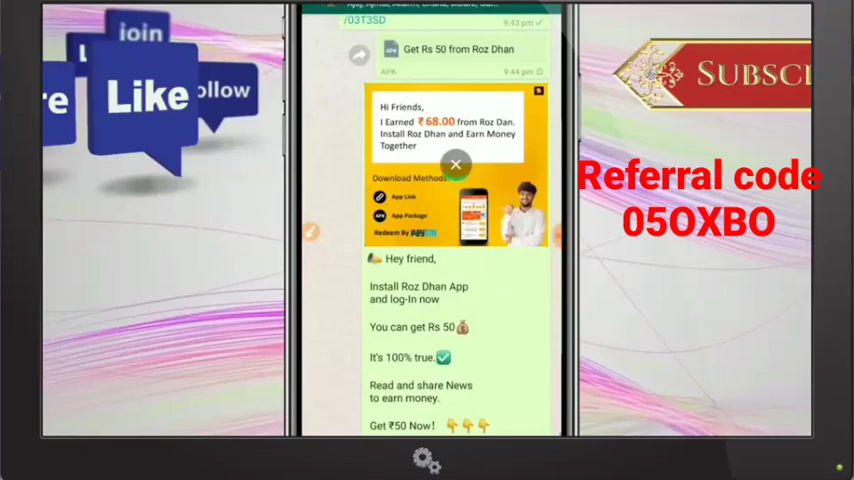 join
Like
ollow
re
/03T3SD
9:43 pm
APK
Get Rs 50 from Roz Dhan
APK
9:44 pm
Hi Friends,
I Earned ₹ 68.00 from Roz Dan.
Install Roz Dhan and Earn Money
Together
Download Methods
App Link
APK
App Package
Redeem By PAYTM
Hey friend,
Install Roz Dhan App
and log-In now
You can get Rs 50
It's 100% true.
Read and share News
to earn money.
Get ₹50 Now!
SUBSC
Referral code
05OXBO